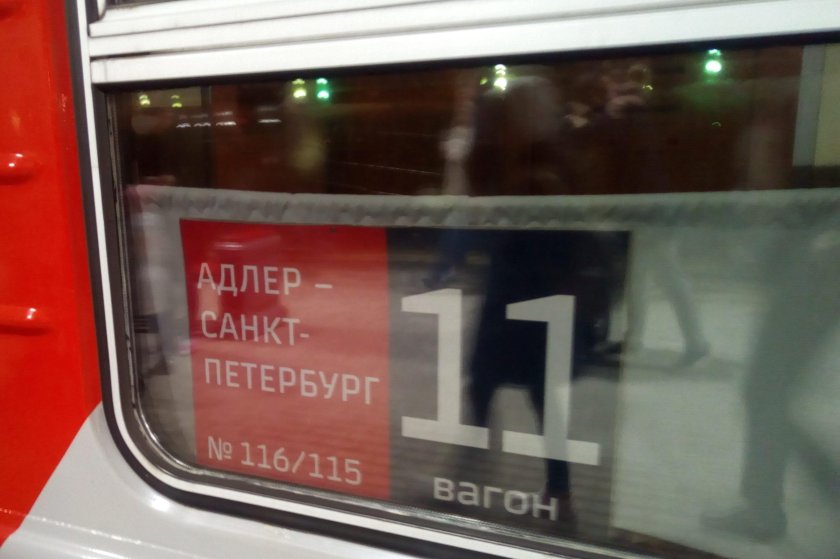 АДЛЕР –
САНКТ-
ПЕТЕРБУРГ
№ 116/115
11
вагон